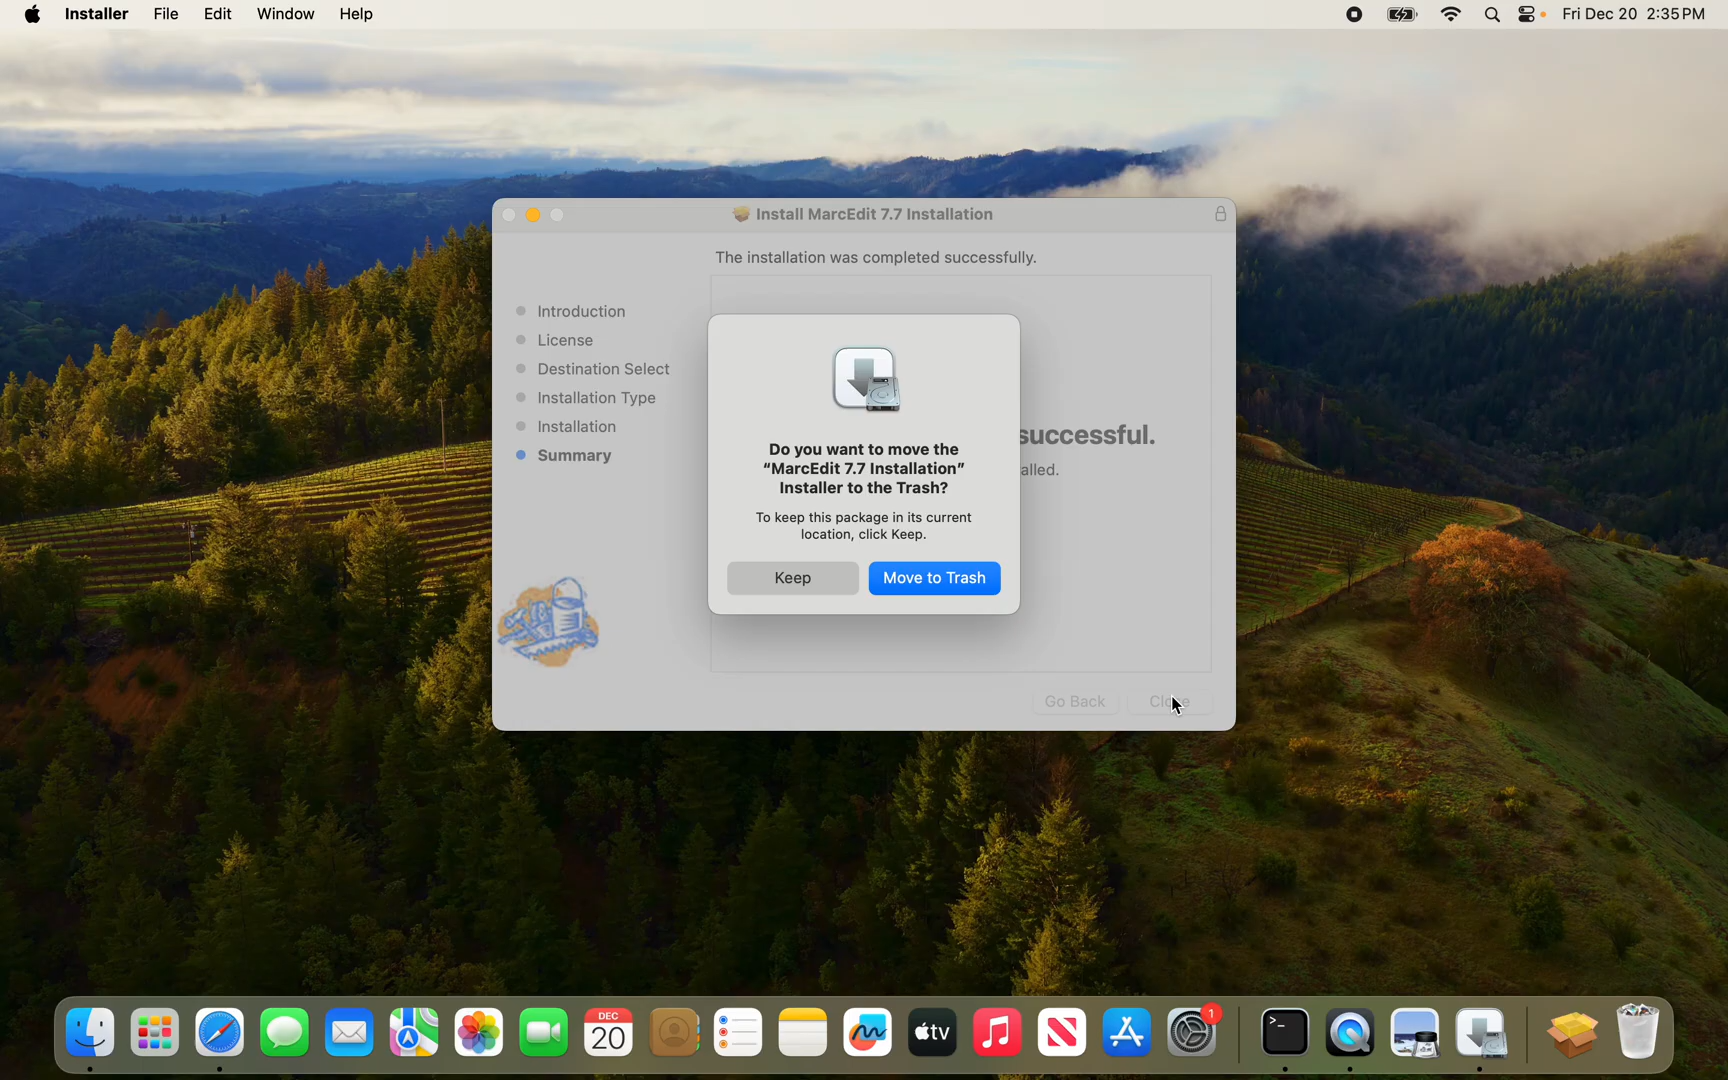 Installer File Edit Window Help Fri Dec 20 2:35 PM
Install MarcEdit 7.7 Installation
The installation was completed successfully.
Introduction
License
Destination Select
Installation Type
Installation
Summary
successful.
alled.
Do you want to move the
“MarcEdit 7.7 Installation”
Installer to the Trash?
To keep this package in its current
location, click Keep.
Keep Move to Trash
Go Back Close
DEC
20
tv
1